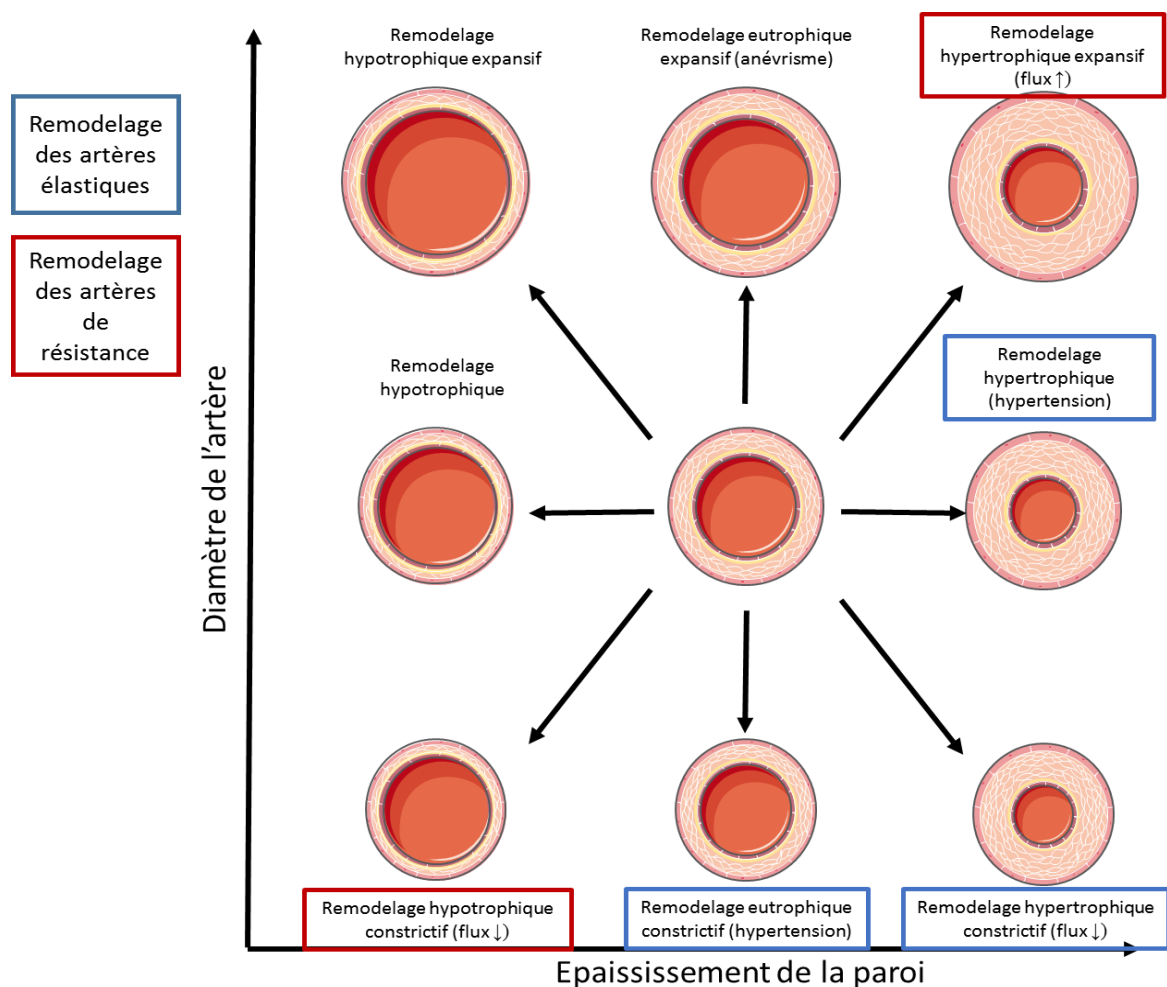 Remodelage
hypotrophique expansif
Remodelage eutrophique
expansif (anévrisme)
Remodelage
hypertrophique expansif
(flux ↑)
Remodelage
des artères
élastiques
Remodelage
des artères
de
résistance
Diamètre de l'artère
Remodelage
hypotrophique
Remodelage
hypertrophique
(hypertension)
Remodelage hypotrophique
constrictif (flux ↓)
Remodelage eutrophique
constrictif (hypertension)
Remodelage hypertrophique
constrictif (flux ↓)
Epaississement de la paroi